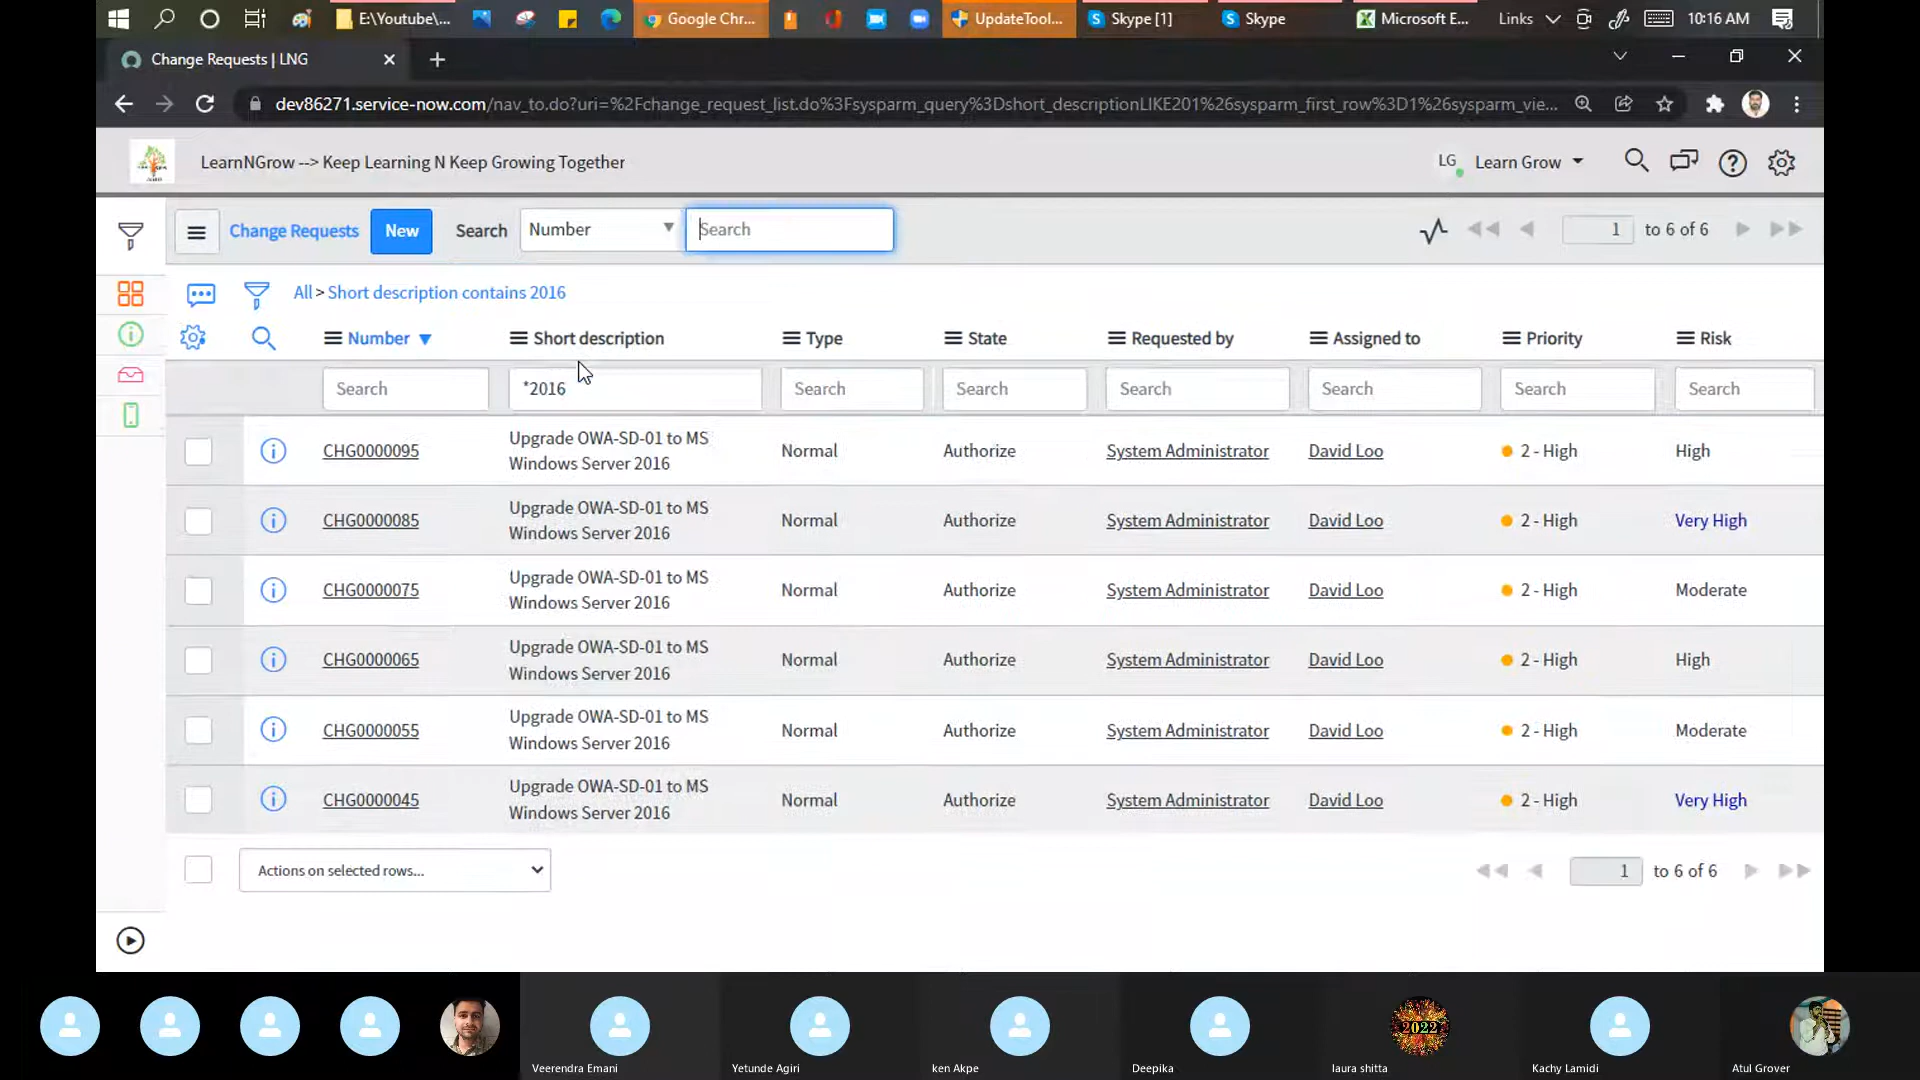 E:\Youtube\...
Google Chr...
UpdateTool...
Skype [1]
Skype
Microsoft E...
Links
10:16 AM
Change Requests | LNG
dev86271.service-now.com/nav_to.do?uri=%2Fchange_request_list.do%3Fsysparm_query%3Dshort_descriptionLIKE201%26sysparm_first_row%3D1%26sysparm_vie...
LearnNGrow --> Keep Learning N Keep Growing Together
LG Learn Grow
Change Requests New Search Number Search 1 to 6 of 6
All > Short description contains 2016
Number Short description Type State Requested by Assigned to Priority Risk
Search *2016 Search Search Search Search Search Search
CHG0000095 Upgrade OWA-SD-01 to MS Normal Authorize System Administrator David Loo 2 - High High
Windows Server 2016
CHG0000085 Upgrade OWA-SD-01 to MS Normal Authorize System Administrator David Loo 2 - High Very High
Windows Server 2016
CHG0000075 Upgrade OWA-SD-01 to MS Normal Authorize System Administrator David Loo 2 - High Moderate
Windows Server 2016
CHG0000065 Upgrade OWA-SD-01 to MS Normal Authorize System Administrator David Loo 2 - High High
Windows Server 2016
CHG0000055 Upgrade OWA-SD-01 to MS Normal Authorize System Administrator David Loo 2 - High Moderate
Windows Server 2016
CHG0000045 Upgrade OWA-SD-01 to MS Normal Authorize System Administrator David Loo 2 - High Very High
Windows Server 2016
Actions on selected rows... 1 to 6 of 6
2022
Veerendra Emani
Yetunde Agiri
ken Akpe
Deepika
laura shitta
Kachy Lamidi
Atul Grover